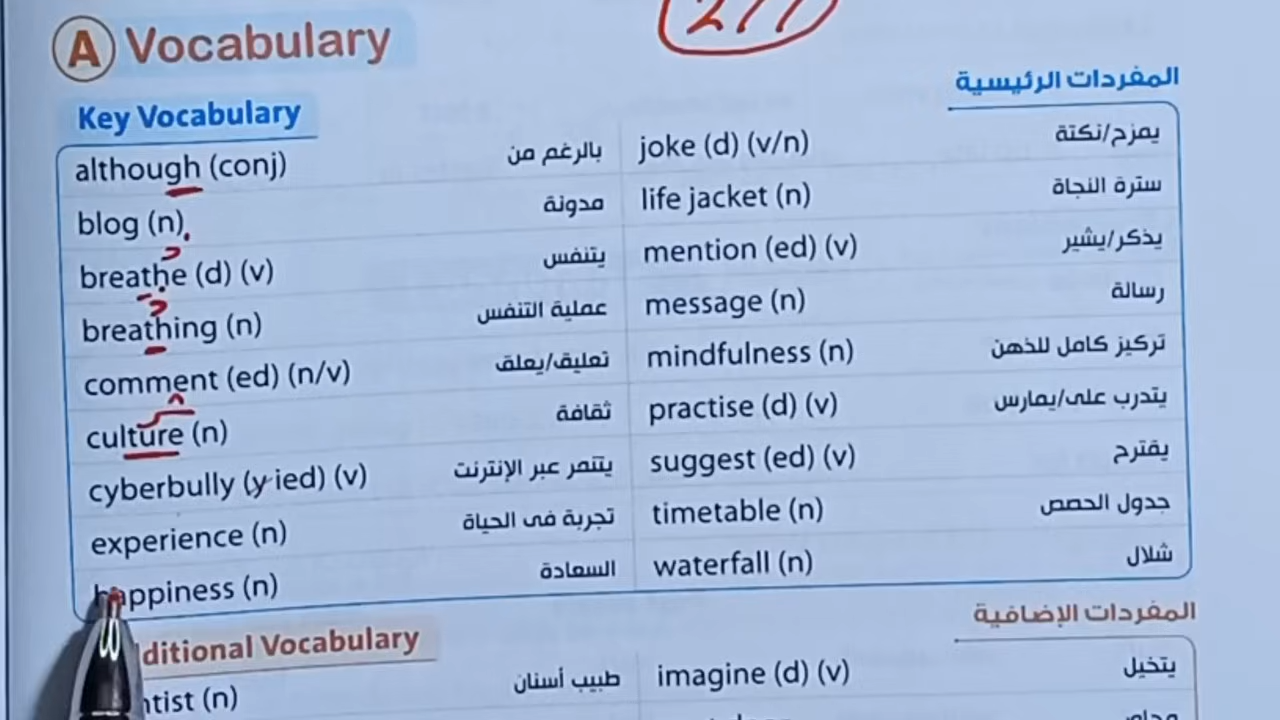 277
A Vocabulary
Key Vocabulary المفردات الرئيسية
although (conj) بالرغم من joke (d) (v/n) يمزح/نكتة
blog (n) مدونة life jacket (n) سترة النجاة
breathe (d) (v) يتنفس mention (ed) (v) يذكر/يشير
breathing (n) عملية التنفس message (n) رسالة
comment (ed) (n/v) تعليق/يعلق mindfulness (n) تركيز كامل للذهن
culture (n) ثقافة practise (d) (v) يتدرب على/يمارس
cyberbully (y ied) (v) يتنمر عبر الإنترنت suggest (ed) (v) يقترح
experience (n) تجربة فى الحياة timetable (n) جدول الحصص
happiness (n) السعادة waterfall (n) شلال
ditional Vocabulary المفردات الإضافية
ntist (n) طبيب أسنان imagine (d) (v) يتخيل